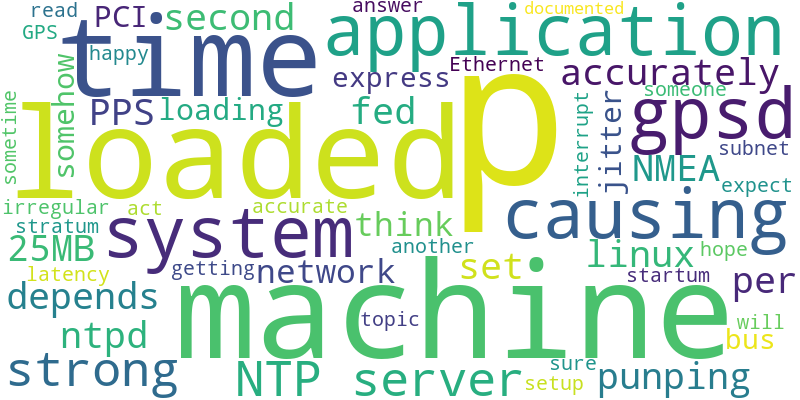 read PCI second answer documented
GPS time application
happy express Ethernet accurately
sometime somehow PPS loading fed p someone gpsd
loaded interrupt jitter NMEA subnet
irregular act accurate causing expect
stratum system think
25MB another linux hope
latency getting network set startum per
depends machine topic will
ntpd bus
strong NTP server sure punping
setup